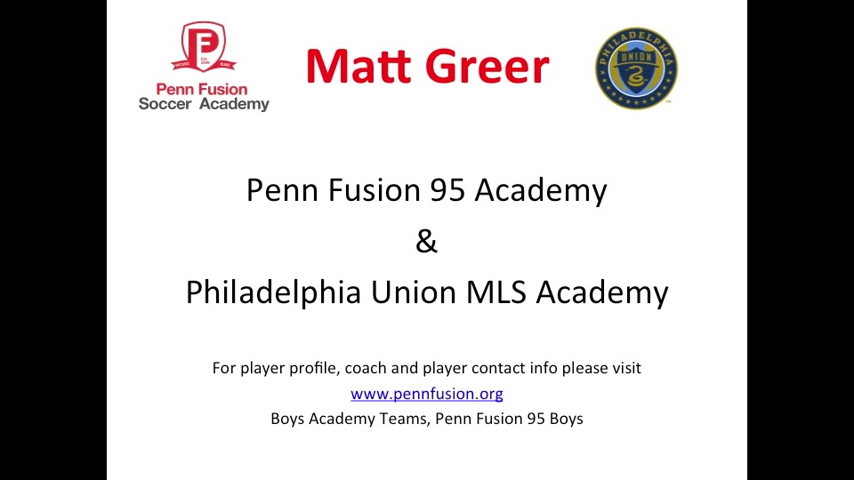 Matt Greer
Penn Fusion
Soccer Academy
PHILADELPHIA
UNION
Penn Fusion 95 Academy
&
Philadelphia Union MLS Academy
For player profile, coach and player contact info please visit
www.pennfusion.org
Boys Academy Teams, Penn Fusion 95 Boys